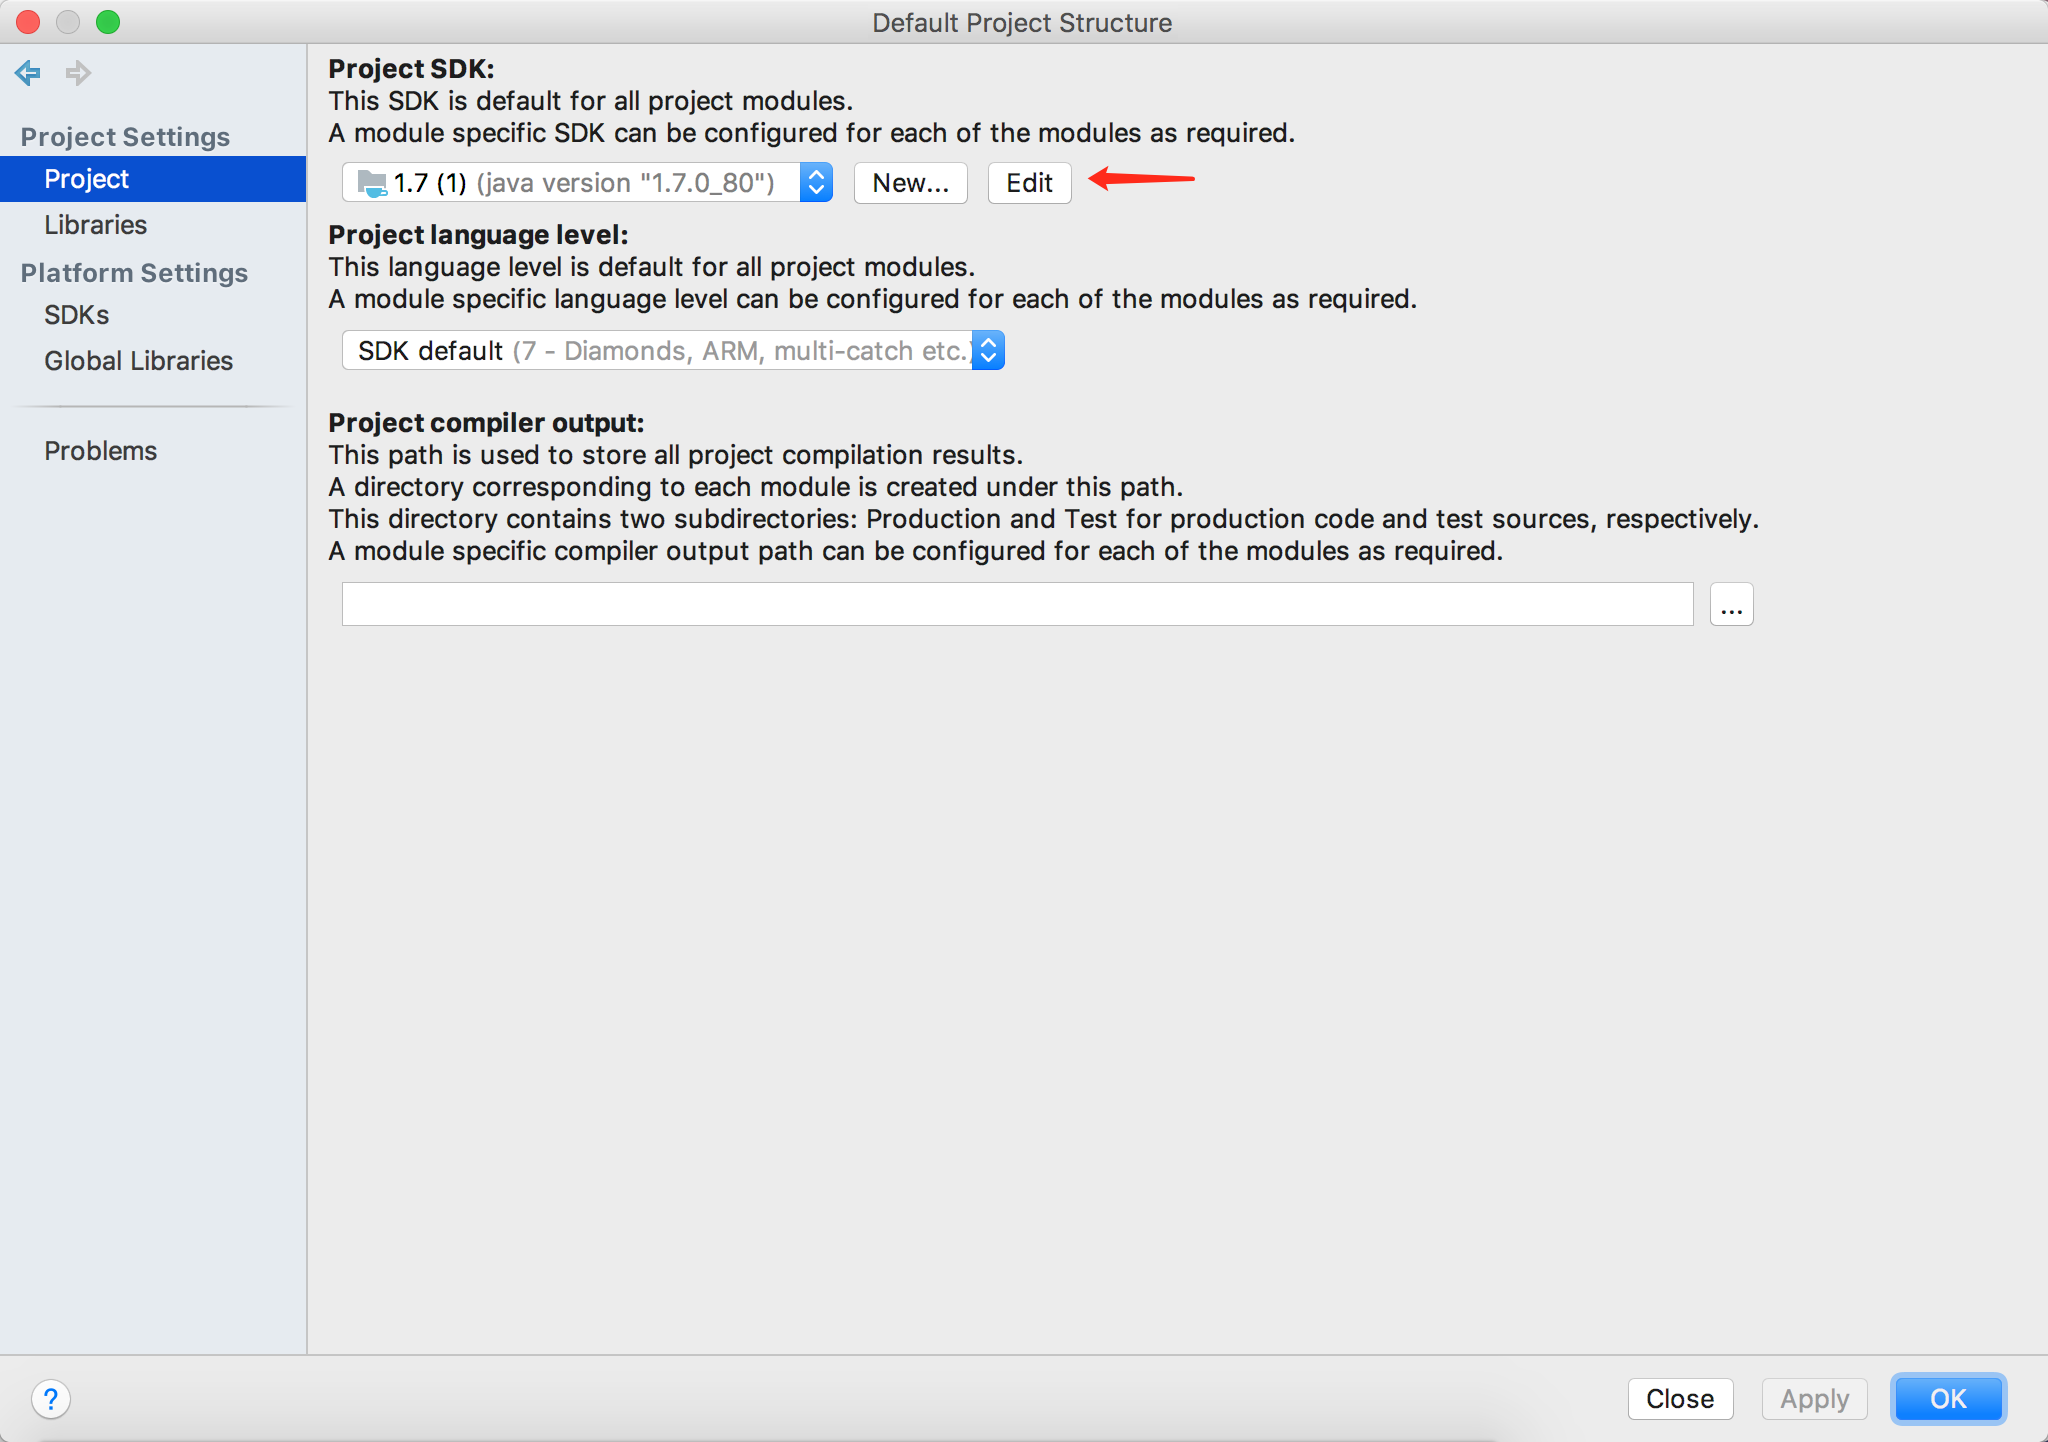 Default Project Structure
Project Settings
Project
Libraries
Platform Settings
SDKs
Global Libraries
Problems
Project SDK:
This SDK is default for all project modules.
A module specific SDK can be configured for each of the modules as required.
1.7 (1) (java version "1.7.0_80")
New...
Edit
Project language level:
This language level is default for all project modules.
A module specific language level can be configured for each of the modules as required.
SDK default (7 - Diamonds, ARM, multi-catch etc.)
Project compiler output:
This path is used to store all project compilation results.
A directory corresponding to each module is created under this path.
This directory contains two subdirectories: Production and Test for production code and test sources, respectively.
A module specific compiler output path can be configured for each of the modules as required.
...
?
Close
Apply
OK